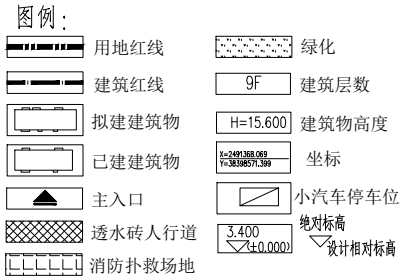 图例:
用地红线
建筑红线
拟建建筑物
已建建筑物
主入口
透水砖人行道
消防扑救场地
绿化
9F 建筑层数
H=15.600 建筑物高度
X=2491368.069
Y=38398571.399
坐标
小汽车停车位
3.400
(±0.000)
绝对标高
设计相对标高